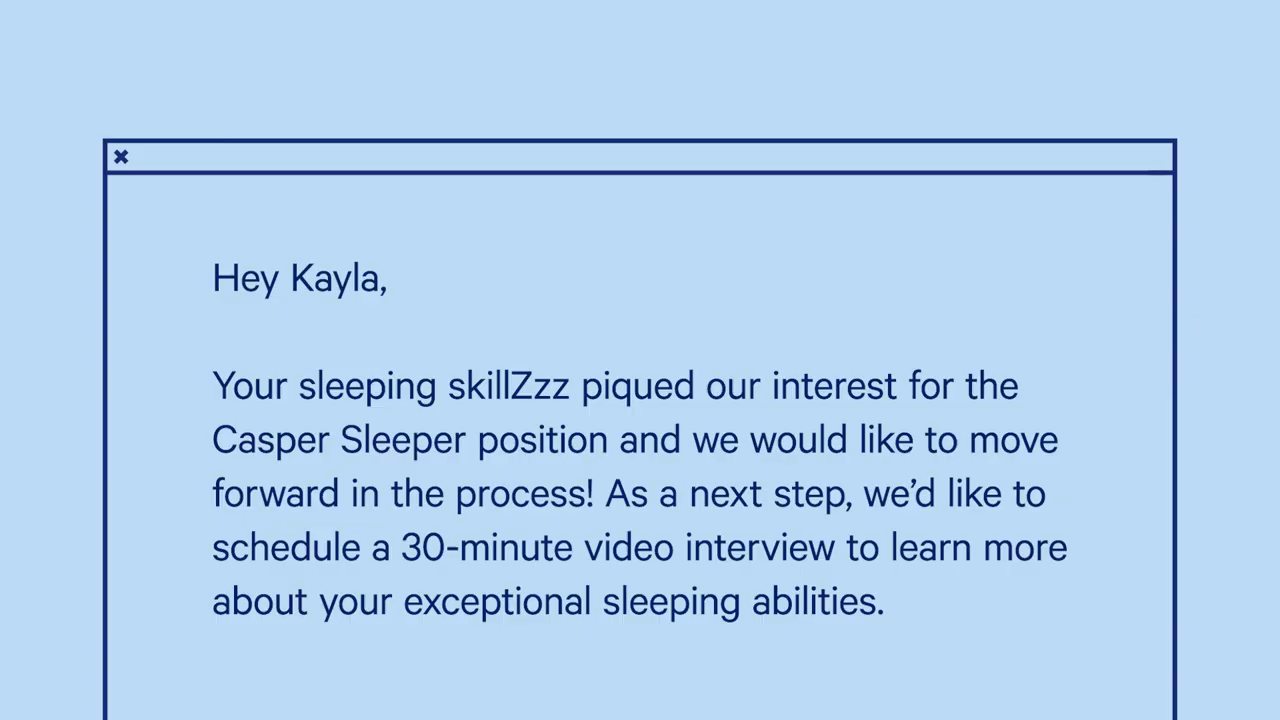 Hey Kayla,
Your sleeping skillZzz piqued our interest for the
Casper Sleeper position and we would like to move
forward in the process! As a next step, we’d like to
schedule a 30-minute video interview to learn more
about your exceptional sleeping abilities.